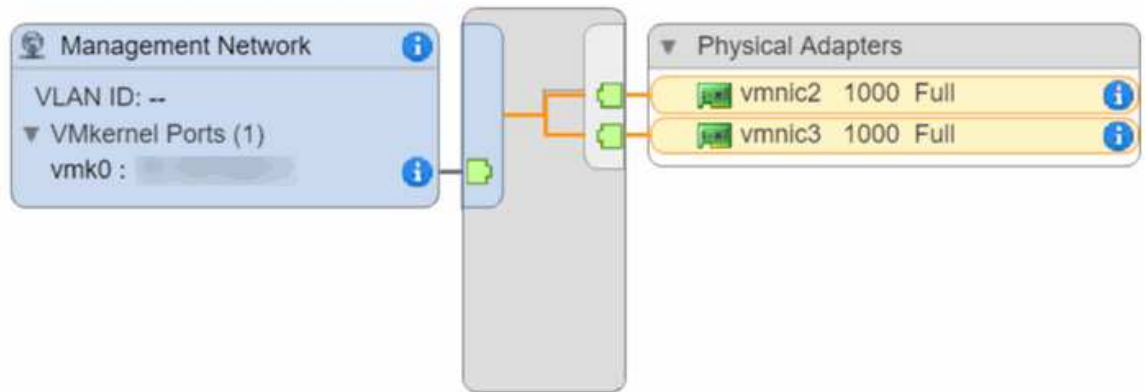 Management Network
VLAN ID: --
VMkernel Ports (1)
vmk0 :
Physical Adapters
vmnic2 1000 Full
vmnic3 1000 Full